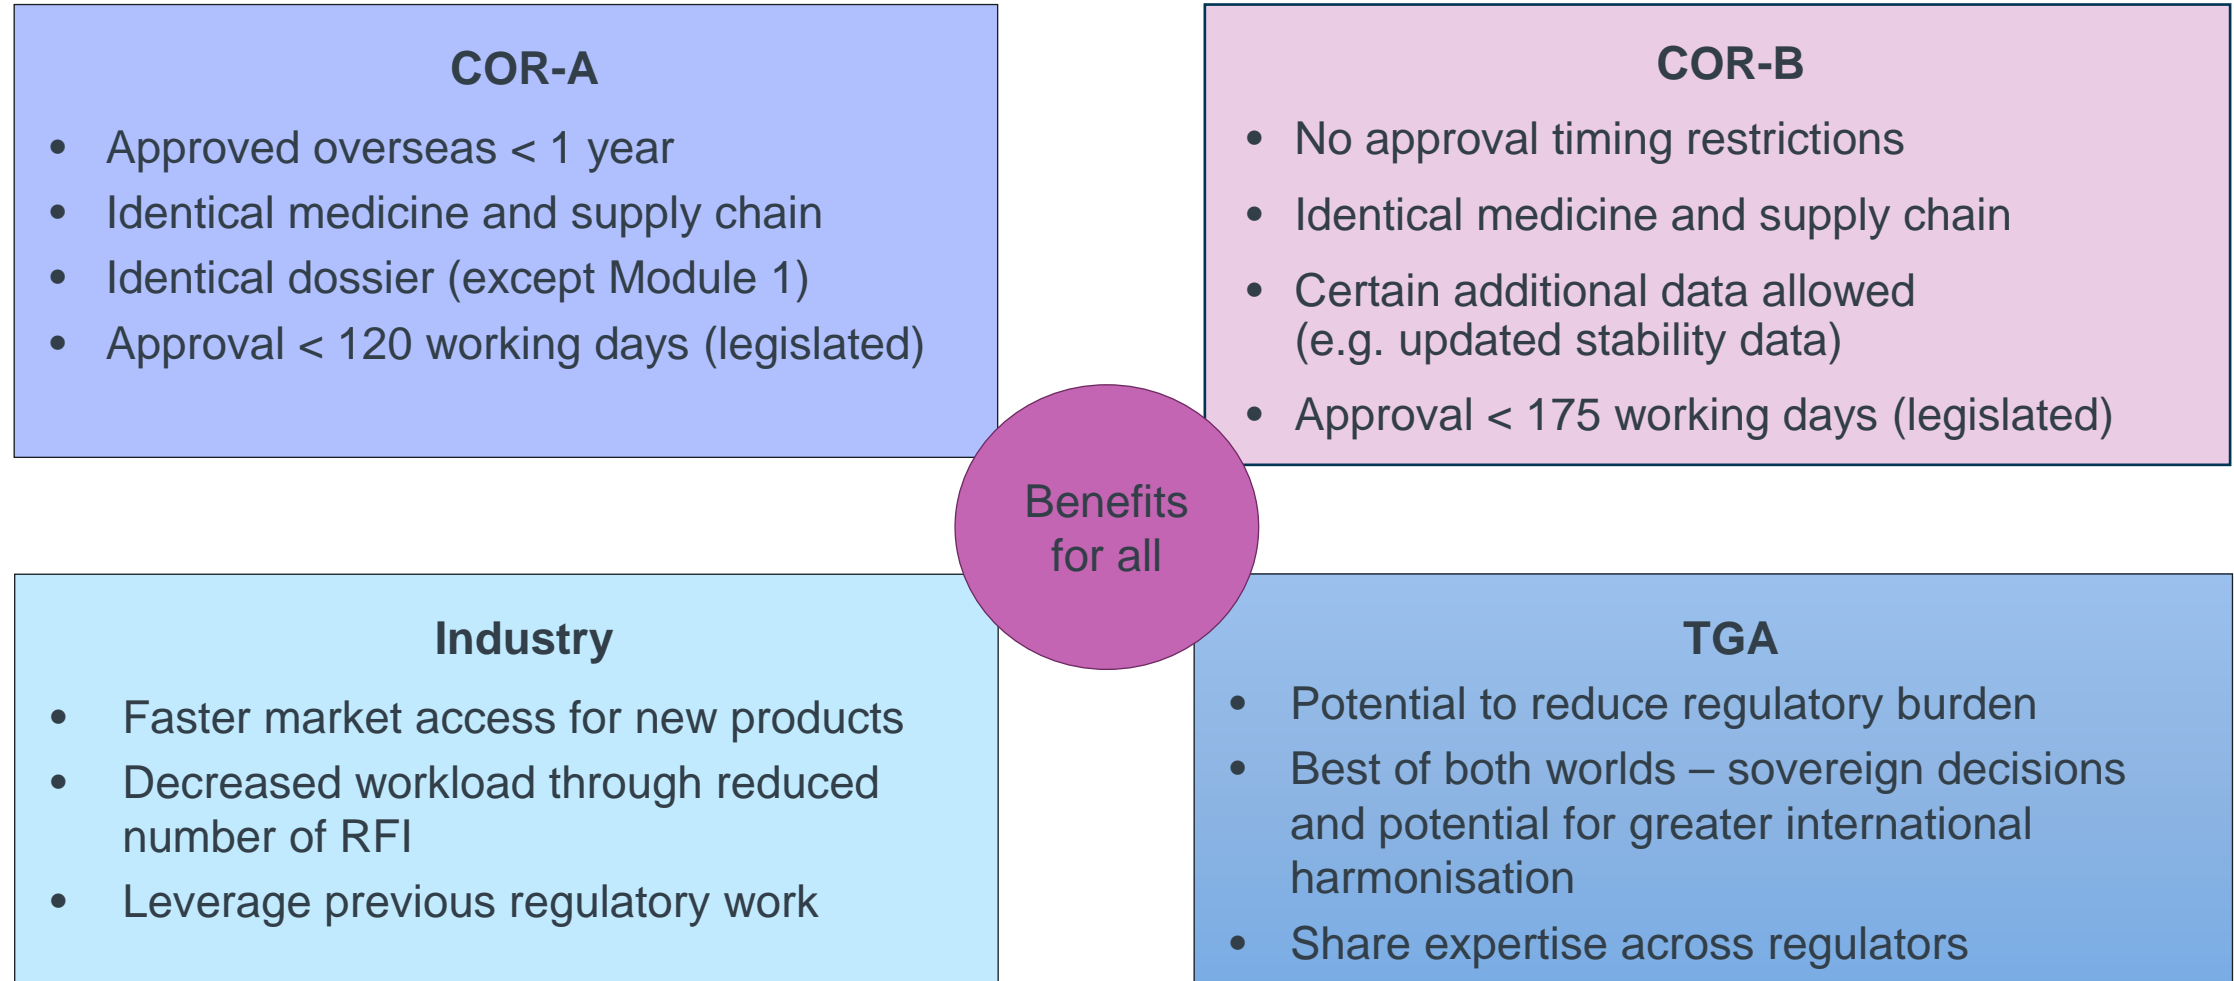 COR-A
• Approved overseas < 1 year
• Identical medicine and supply chain
• Identical dossier (except Module 1)
• Approval < 120 working days (legislated)
COR-B
• No approval timing restrictions
• Identical medicine and supply chain
• Certain additional data allowed
(e.g. updated stability data)
• Approval < 175 working days (legislated)
Benefits
for all
Industry
• Faster market access for new products
• Decreased workload through reduced
number of RFI
• Leverage previous regulatory work
TGA
• Potential to reduce regulatory burden
• Best of both worlds – sovereign decisions
and potential for greater international
harmonisation
• Share expertise across regulators